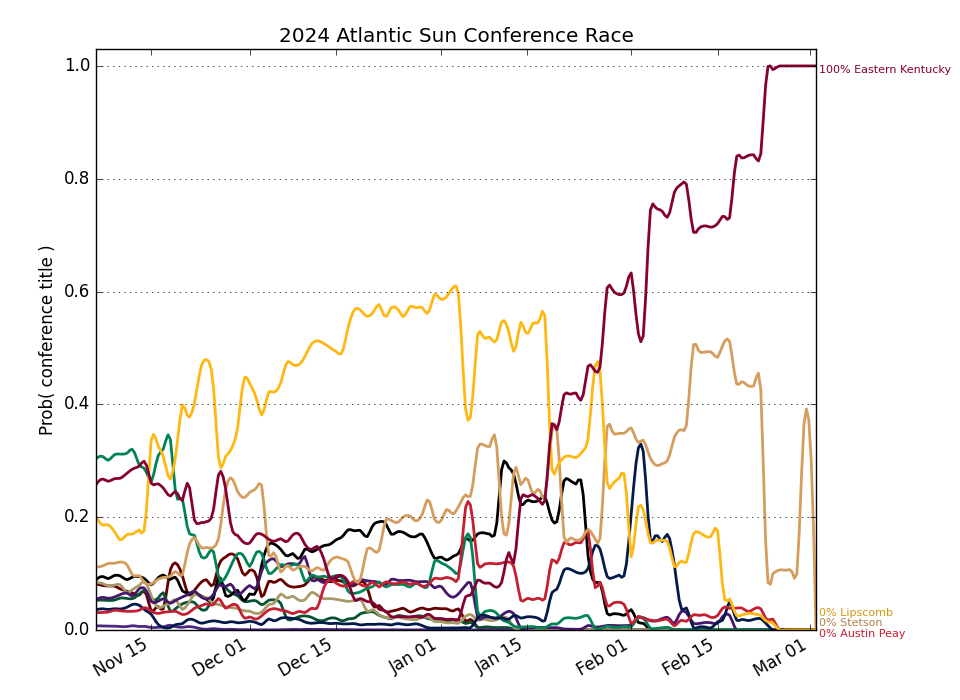 2024 Atlantic Sun Conference Race
Prob( conference title )
1.0
0.8
0.6
0.4
0.2
0.0
Nov 15
Dec 01
Dec 15
Jan 01
Jan 15
Feb 01
Feb 15
Mar 01
100% Eastern Kentucky
0% Lipscomb
0% Stetson
0% Austin Peay